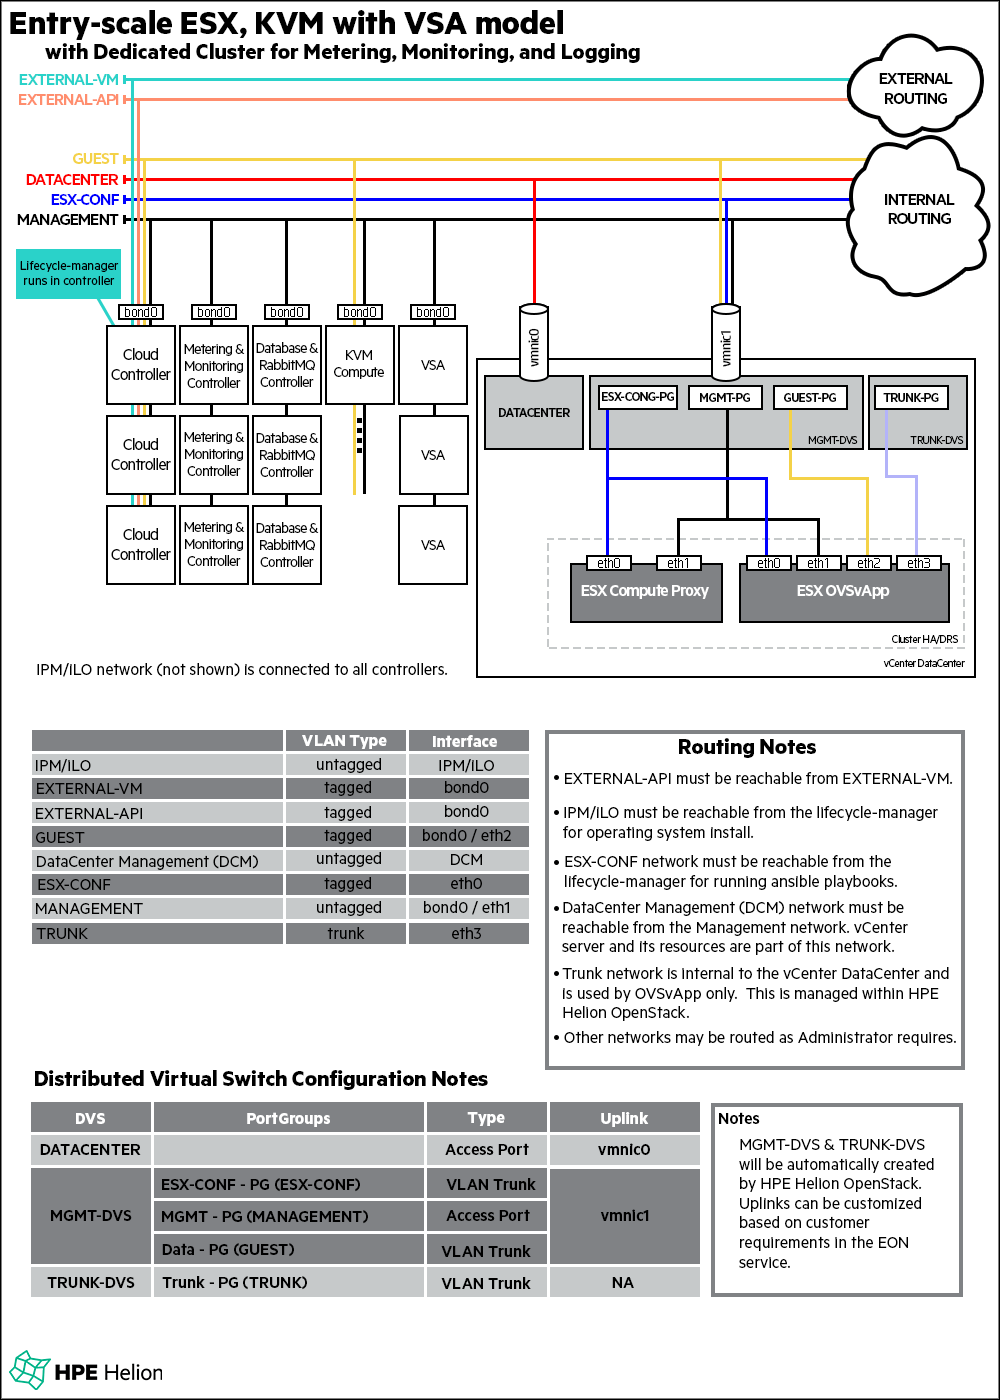 Entry-scale ESX, KVM with VSA model
with Dedicated Cluster for Metering, Monitoring, and Logging
EXTERNAL-VM
EXTERNAL-API
EXTERNAL
ROUTING
GUEST
DATACENTER
ESX-CONF
MANAGEMENT
INTERNAL
ROUTING
Lifecycle-manager
runs in controller
bond0
bond0
bond0
bond0
bond0
vmnic0
vmnic1
Cloud
Controller
Metering &
Monitoring
Controller
Database &
RabbitMQ
Controller
KVM
Compute
VSA
Cloud
Controller
Metering &
Monitoring
Controller
Database &
RabbitMQ
Controller
VSA
Cloud
Controller
Metering &
Monitoring
Controller
Database &
RabbitMQ
Controller
VSA
DATACENTER
ESX-CONG-PG
MGMT-PG
GUEST-PG
MGMT-DVS
TRUNK-PG
TRUNK-DVS
eth0
eth1
eth0
eth1
eth2
eth3
ESX Compute Proxy
ESX OVSvApp
Cluster HA/DRS
vCenter DataCenter
IPM/ILO network (not shown) is connected to all controllers.
VLAN Type Interface
IPM/ILO untagged IPM/ILO
EXTERNAL-VM tagged bond0
EXTERNAL-API tagged bond0
GUEST tagged bond0 / eth2
DataCenter Management (DCM) untagged DCM
ESX-CONF tagged eth0
MANAGEMENT untagged bond0 / eth1
TRUNK trunk eth3
Routing Notes
• EXTERNAL-API must be reachable from EXTERNAL-VM.
• IPM/ILO must be reachable from the lifecycle-manager
for operating system install.
• ESX-CONF network must be reachable from the
lifecycle-manager for running ansible playbooks.
• DataCenter Management (DCM) network must be
reachable from the Management network. vCenter
server and its resources are part of this network.
• Trunk network is internal to the vCenter DataCenter and
is used by OVSvApp only. This is managed within HPE
Helion OpenStack.
• Other networks may be routed as Administrator requires.
Distributed Virtual Switch Configuration Notes
DVS PortGroups Type Uplink
DATACENTER Access Port vmnic0
MGMT-DVS ESX-CONF - PG (ESX-CONF) VLAN Trunk vmnic1
MGMT - PG (MANAGEMENT) Access Port
Data - PG (GUEST) VLAN Trunk
TRUNK-DVS Trunk - PG (TRUNK) VLAN Trunk NA
Notes
MGMT-DVS & TRUNK-DVS
will be automatically created
by HPE Helion OpenStack.
Uplinks can be customized
based on customer
requirements in the EON
service.
HPE Helion